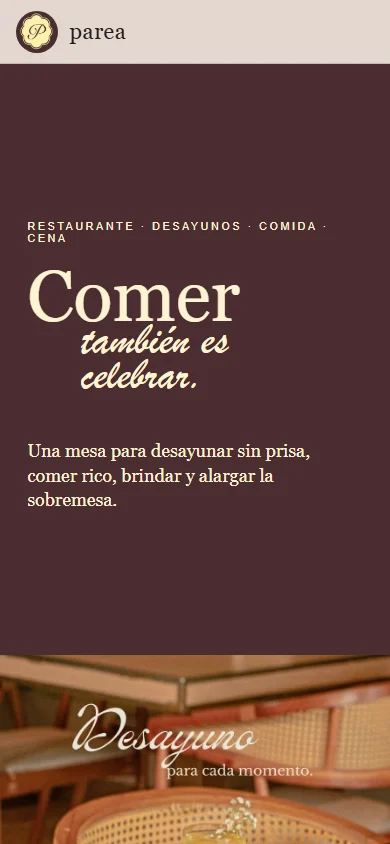 P
parea
RESTAURANTE · DESAYUNOS · COMIDA ·
CENA
Comer
también es
celebrar.
Una mesa para desayunar sin prisa,
comer rico, brindar y alargar la
sobremesa.
Desayuno
para cada momento.